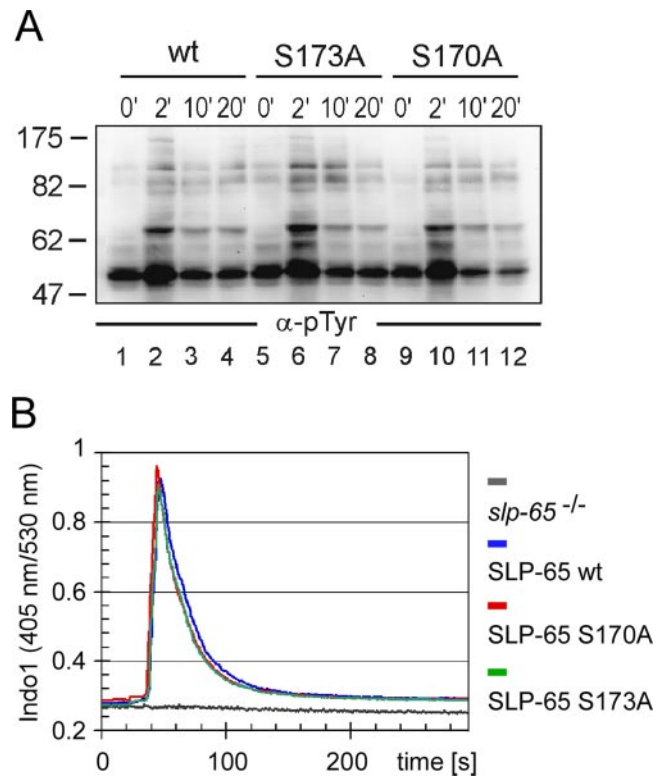 A
wt S173A S170A
0' 2' 10' 20' 0' 2' 10' 20' 0' 2' 10' 20'
175
82
62
47
α-pTyr
1 2 3 4 5 6 7 8 9 10 11 12
B
1
0.8
0.6
0.4
0.2
Indo1 (405 nm/530 nm)
0 100 200 time [s]
slp-65 -/-
SLP-65 wt
SLP-65 S170A
SLP-65 S173A